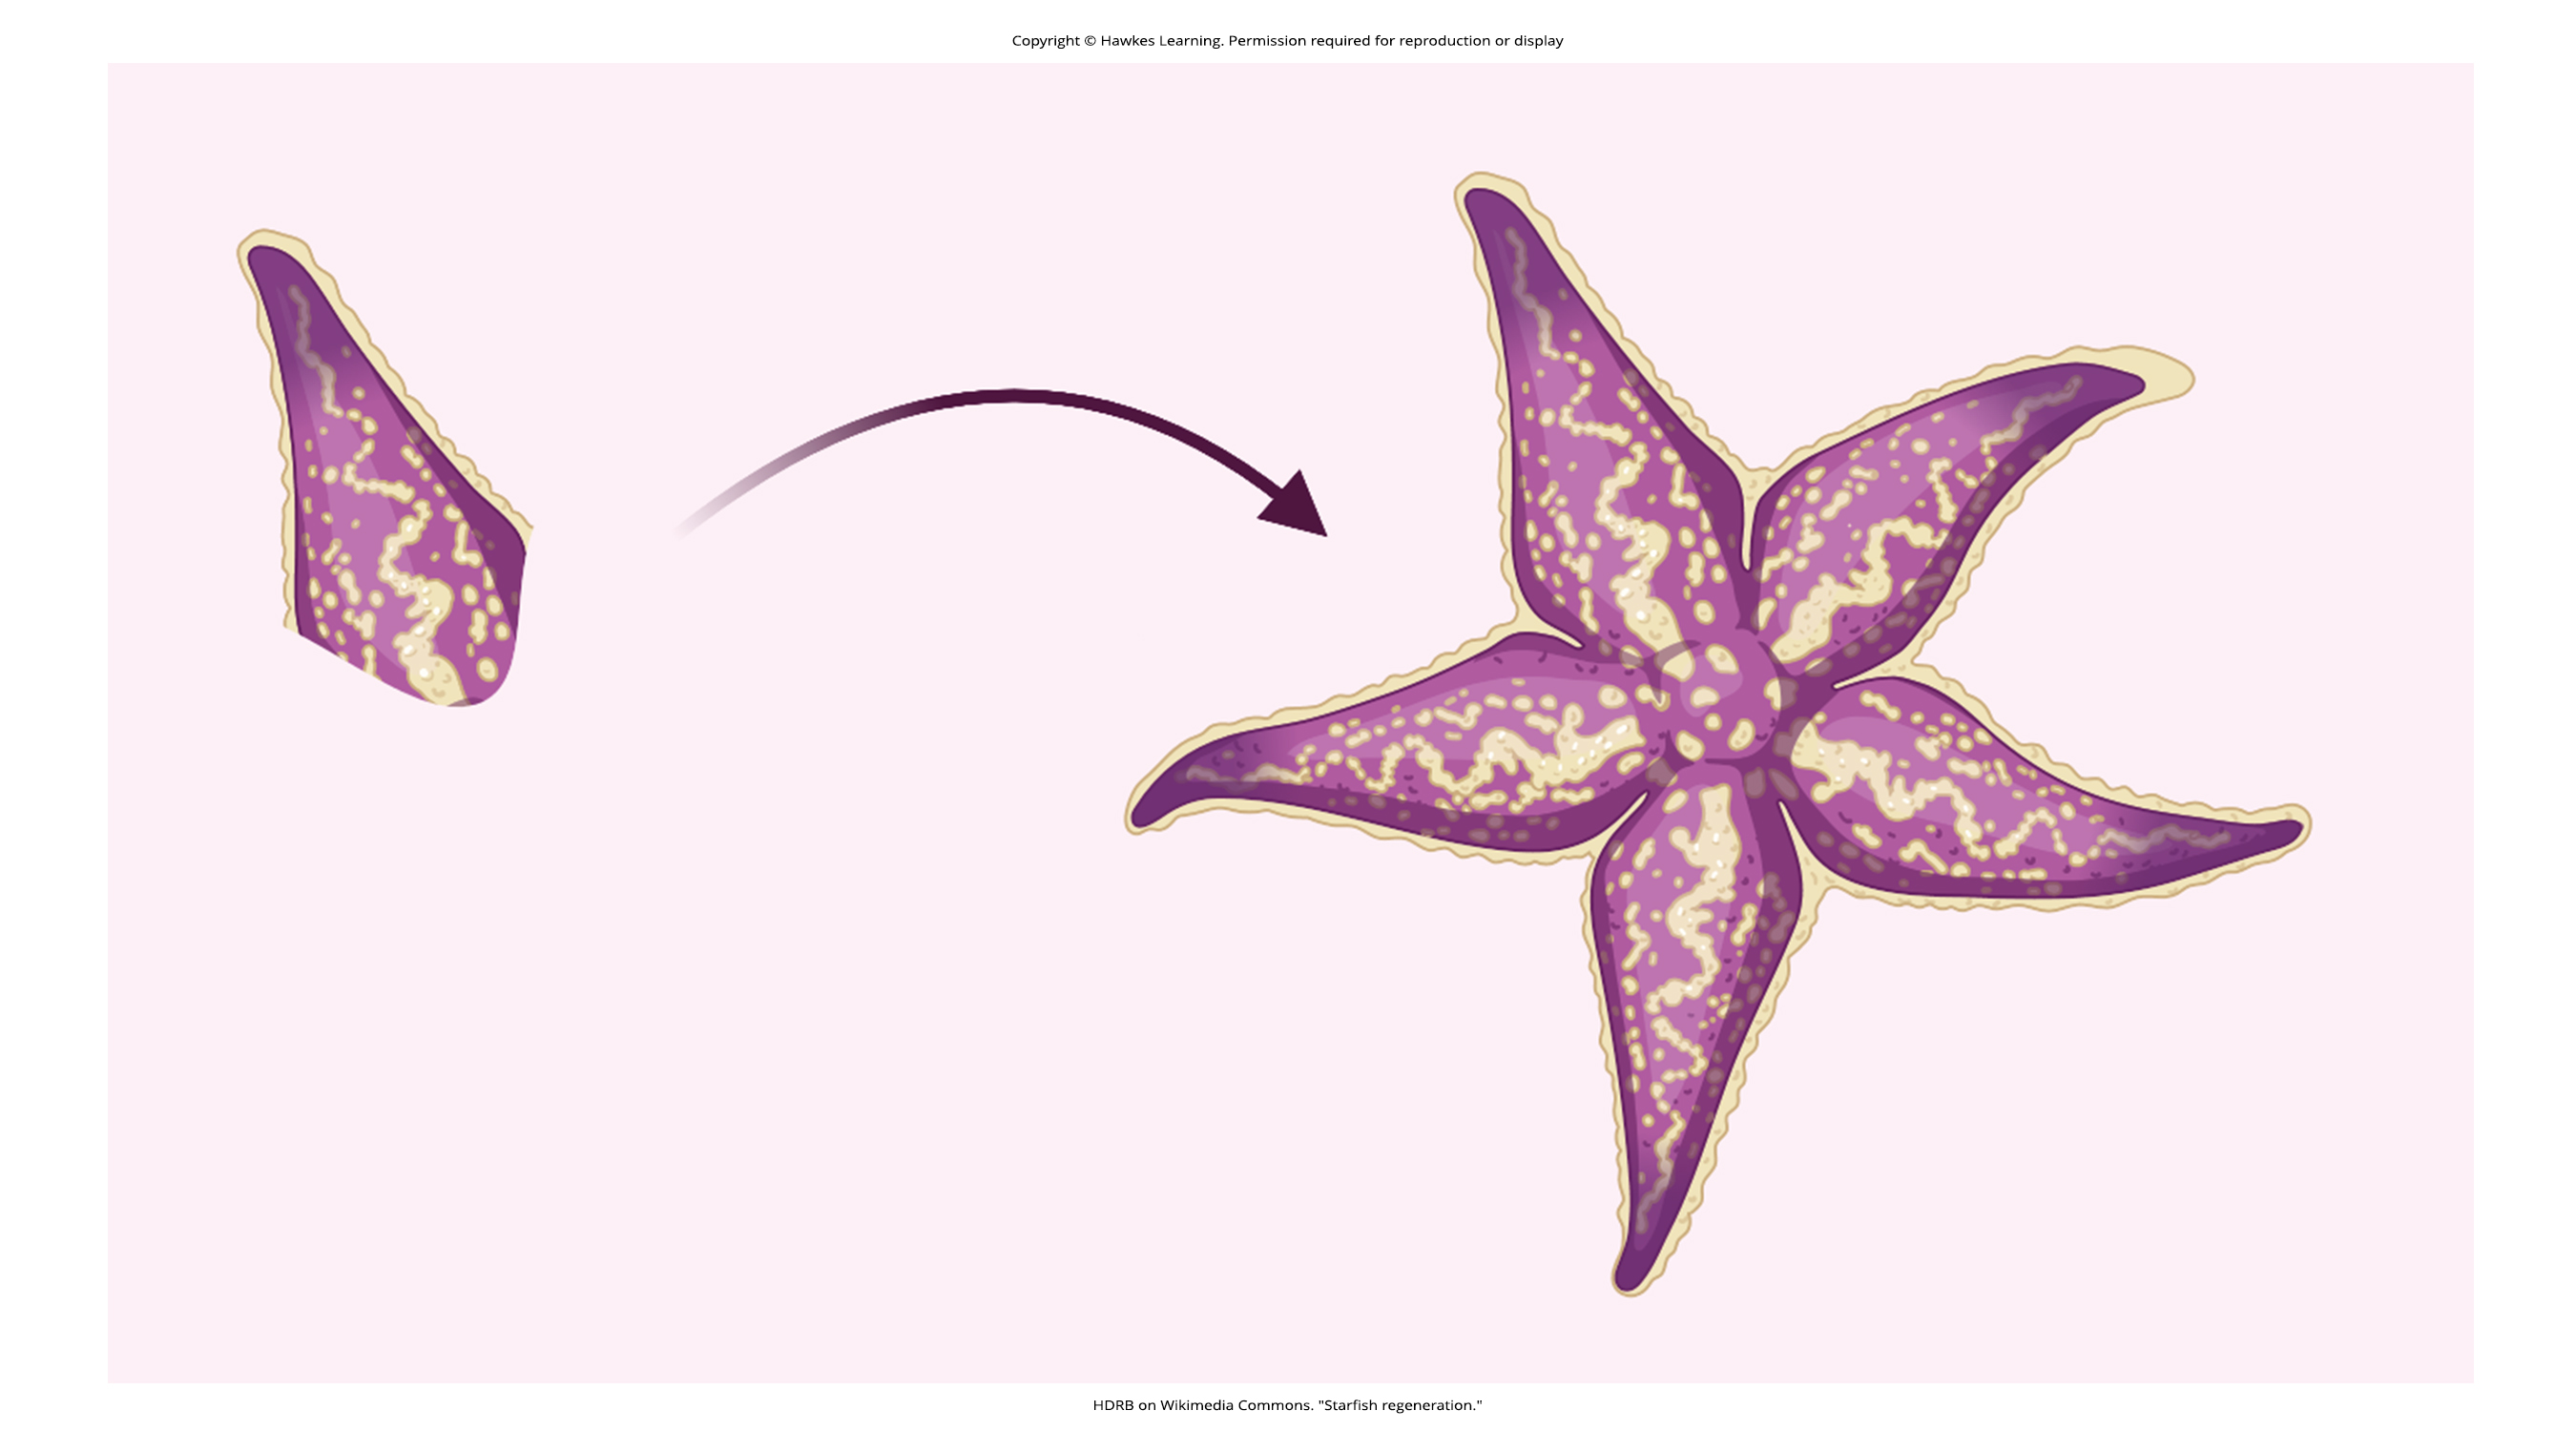 Copyright © Hawkes Learning. Permission required for reproduction or display
HDRB on Wikimedia Commons. "Starfish regeneration."